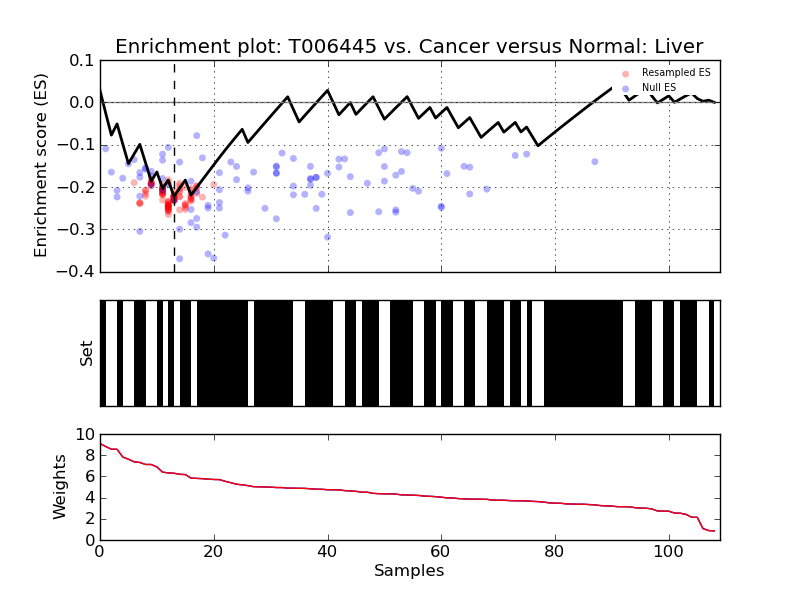 Enrichment plot: T006445 vs. Cancer versus Normal: Liver
Enrichment score (ES)
0.1
0.0
−0.1
−0.2
−0.3
−0.4
Resampled ES
Null ES
Set
Weights
10
8
6
4
2
0
0 20 40 60 80 100
Samples